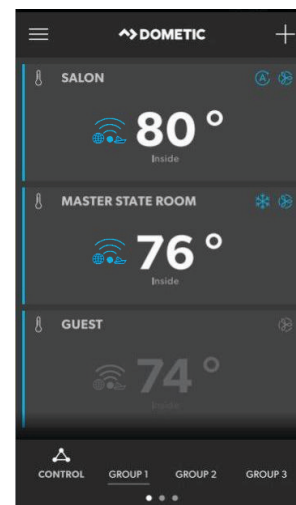 DOMETIC
SALON
80°
Inside
MASTER STATE ROOM
76°
Inside
GUEST
74°
Inside
CONTROL GROUP 1 GROUP 2 GROUP 3